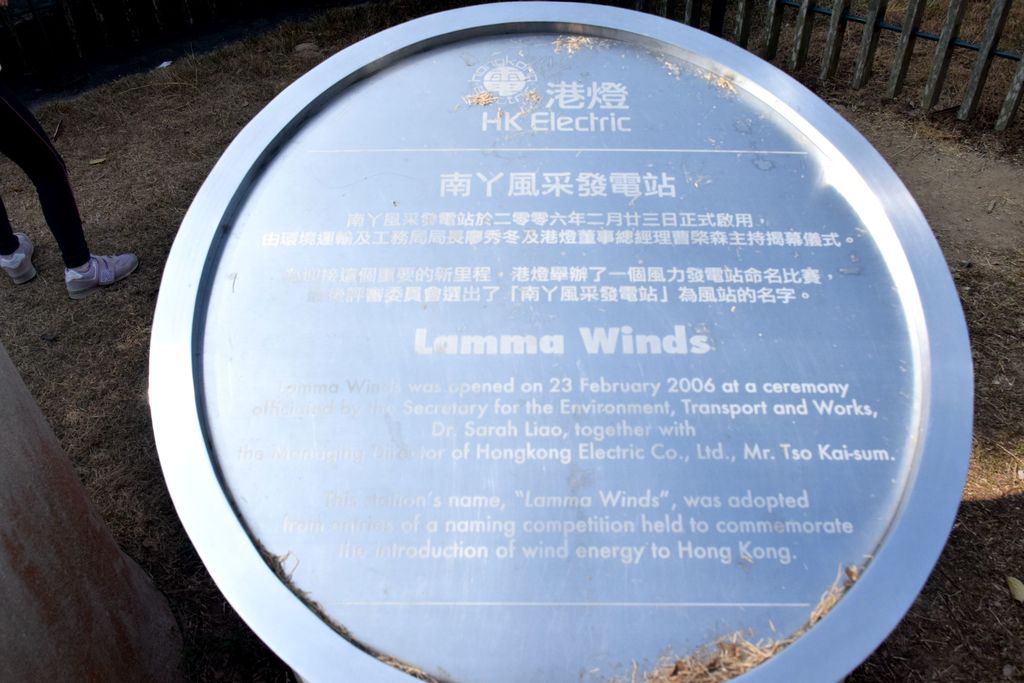 hongkong
電
electric
港燈
HK Electric
南丫風采發電站
南丫風采發電站於二零零六年二月廿三日正式啟用，
由環境運輸及工務局局長廖秀冬及港燈董事總經理曹棨森主持揭幕儀式。
為迎接這個重要的新里程，港燈舉辦了一個風力發電站命名比賽，
評審委員會選出了「南丫風采發電站」為風站的名字。
Lamma Winds
Lamma Winds was opened on 23 February 2006 at a ceremony
officiated by the Secretary for the Environment, Transport and Works,
Dr. Sarah Liao, together with
the Managing Director of Hongkong Electric Co., Ltd., Mr. Tso Kai-sum.
This station's name, "Lamma Winds", was adopted
from entries of a naming competition held to commemorate
the introduction of wind energy to Hong Kong.